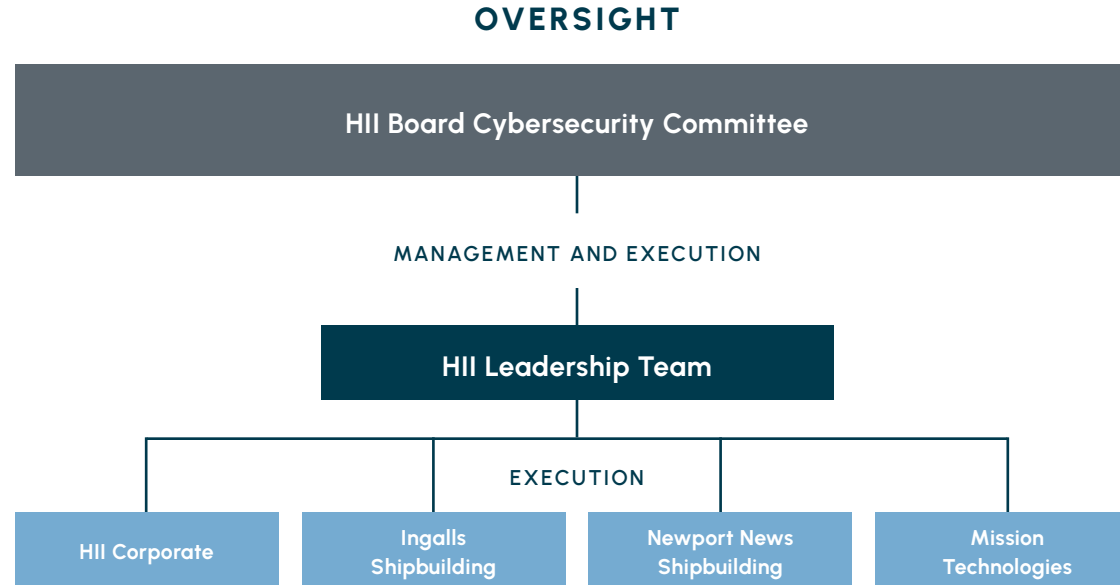 OVERSIGHT
HII Board Cybersecurity Committee
MANAGEMENT AND EXECUTION
HII Leadership Team
EXECUTION
HII Corporate
Ingalls
Shipbuilding
Newport News
Shipbuilding
Mission
Technologies